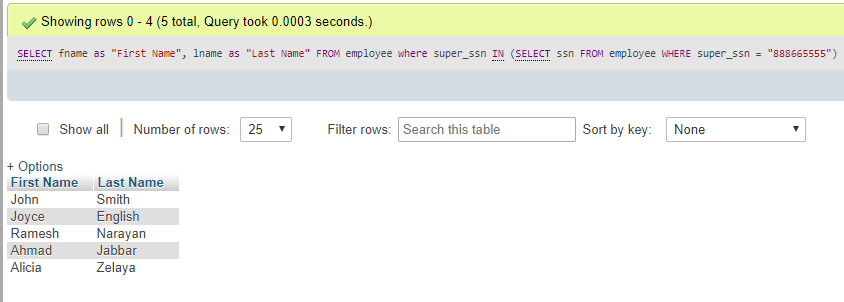 Showing rows 0 - 4 (5 total, Query took 0.0003 seconds.)
SELECT fname as "First Name", lname as "Last Name" FROM employee where super_ssn IN (SELECT ssn FROM employee WHERE super_ssn = "888665555")
Show all | Number of rows: 25 Filter rows: Search this table Sort by key: None
+ Options
First Name Last Name
John Smith
Joyce English
Ramesh Narayan
Ahmad Jabbar
Alicia Zelaya